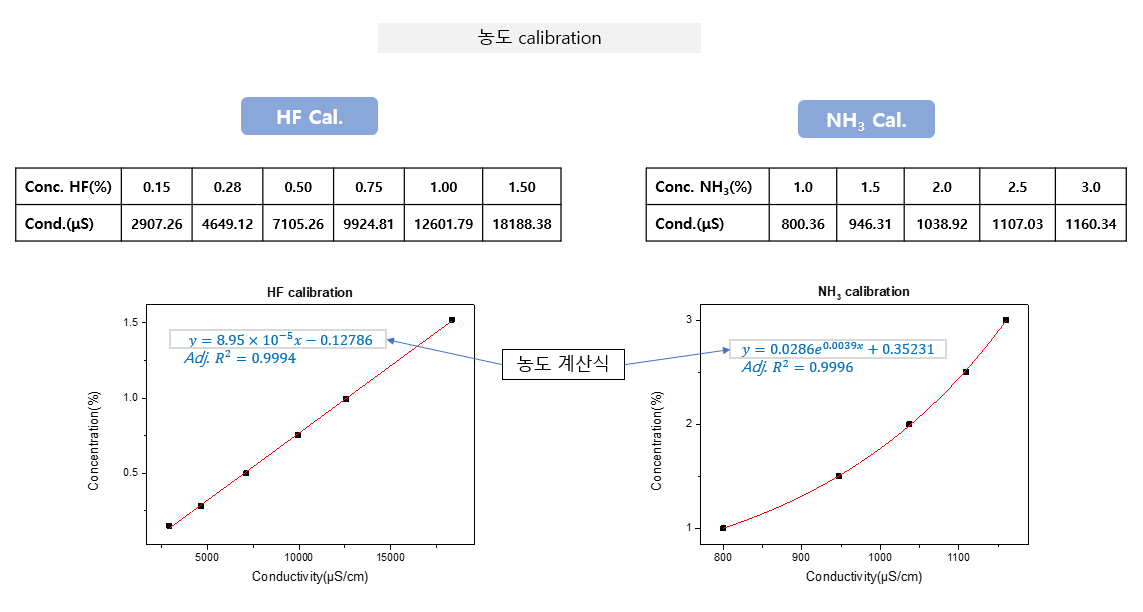 농도 calibration
HF Cal.
NH₃ Cal.
Conc. HF(%) 0.15 0.28 0.50 0.75 1.00 1.50
Cond.(µS) 2907.26 4649.12 7105.26 9924.81 12601.79 18188.38
Conc. NH₃(%) 1.0 1.5 2.0 2.5 3.0
Cond.(µS) 800.36 946.31 1038.92 1107.03 1160.34
HF calibration
y = 8.95 × 10⁻⁵x − 0.12786
Adj. R² = 0.9994
1.5
1.0
0.5
Concentration(%)
5000 10000 15000
Conductivity(µS/cm)
농도 계산식
NH₃ calibration
y = 0.0286e^0.0039x + 0.35231
Adj. R² = 0.9996
3
2
1
Concentration(%)
800 900 1000 1100
Conductivity(µS/cm)